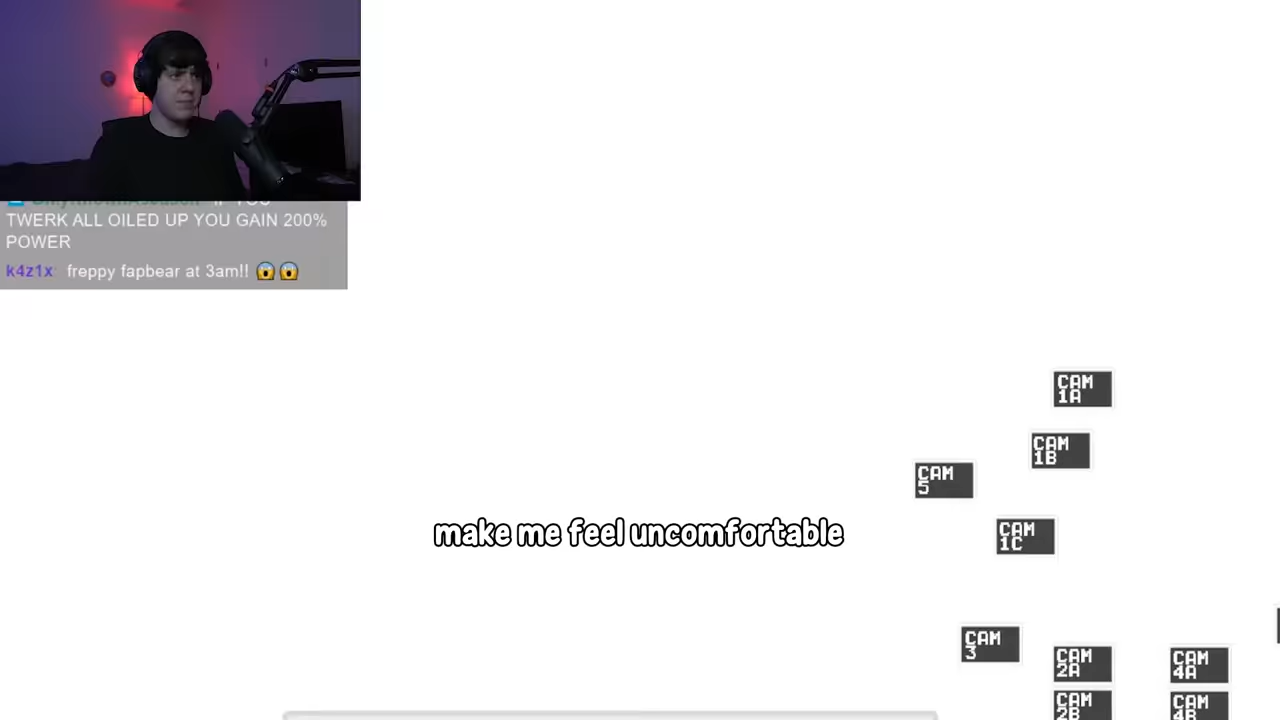 TWERK ALL OILED UP YOU GAIN 200%
POWER
k4z1x: freppy fapbear at 3am!! 😱😱
CAM
1A
CAM
1B
CAM
5
CAM
1C
make me feel uncomfortable
CAM
3
CAM
2A
CAM
4A
CAM
2B
CAM
4B